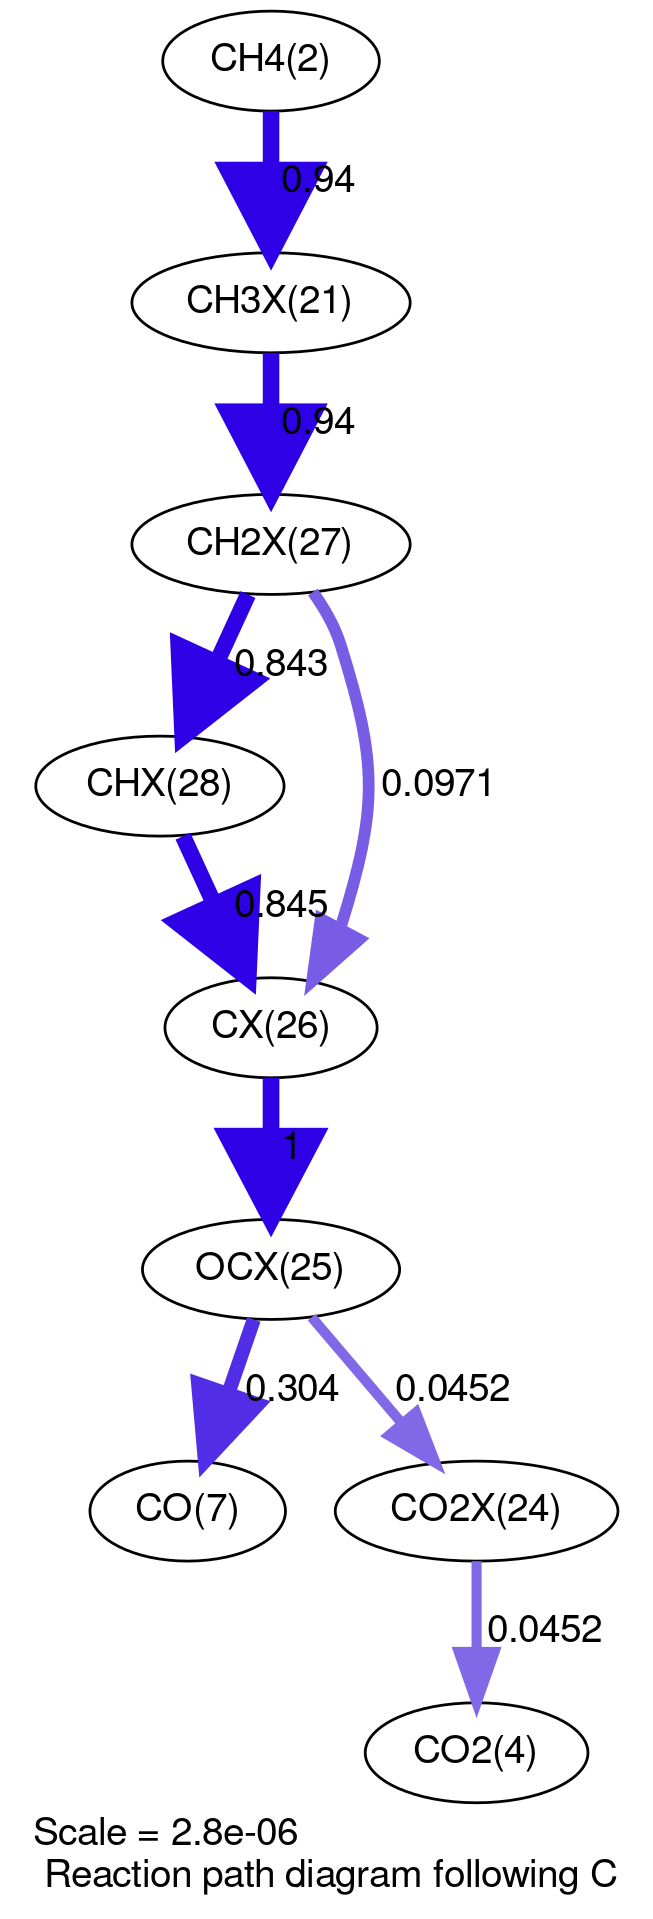 CH4(2)
0.94
CH3X(21)
0.94
CH2X(27)
0.843
CHX(28)
0.0971
0.845
CX(26)
1
OCX(25)
0.304
0.0452
CO(7)
CO2X(24)
0.0452
CO2(4)
Scale = 2.8e-06
Reaction path diagram following C